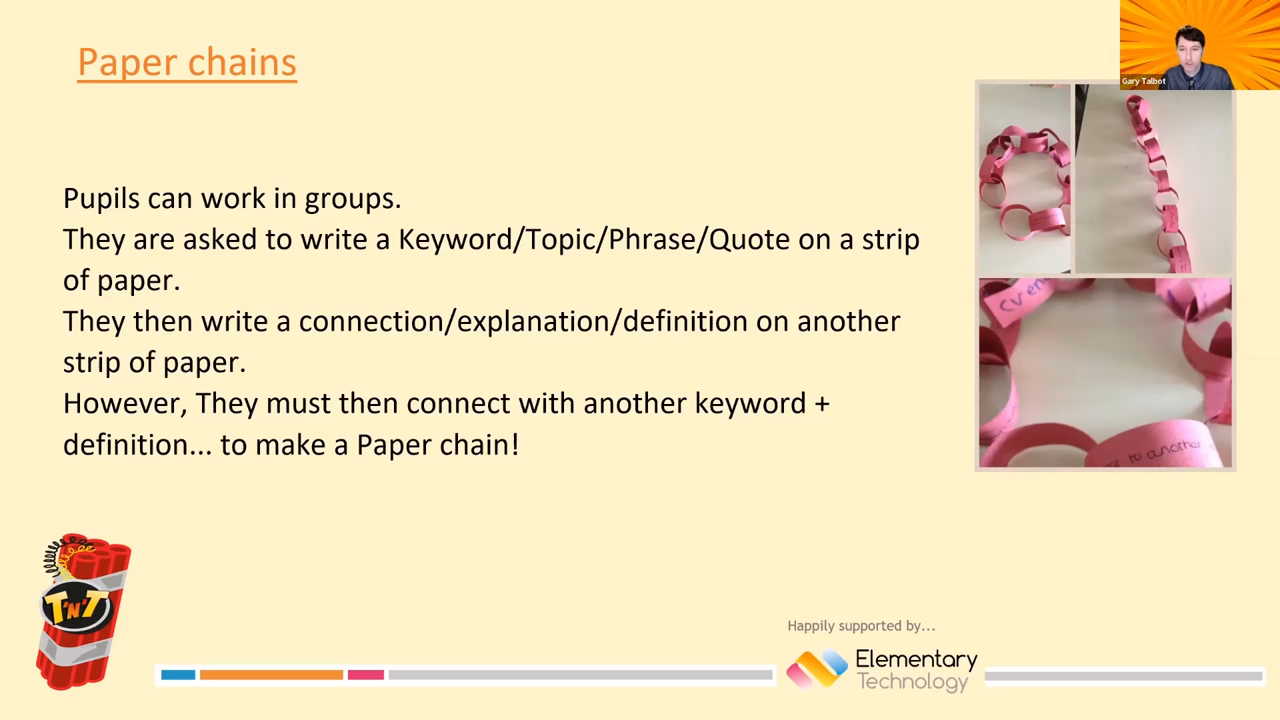 Paper chains
Gary Talbot
Pupils can work in groups.
They are asked to write a Keyword/Topic/Phrase/Quote on a strip
of paper.
They then write a connection/explanation/definition on another
strip of paper.
However, They must then connect with another keyword +
definition... to make a Paper chain!
to another
T'N'T
Happily supported by...
Elementary
Technology